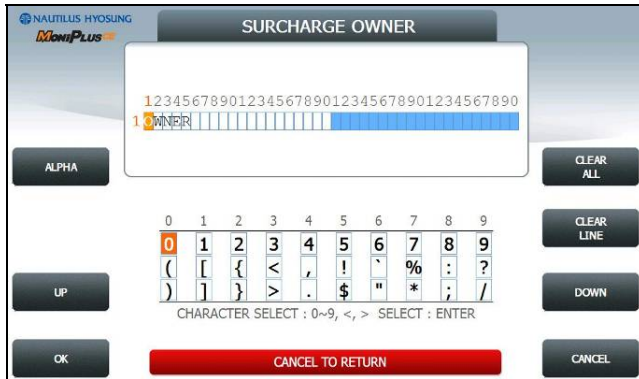 NAUTILUS HYOSUNG
MoniPlusCE
SURCHARGE OWNER
1234567890123456789012345678901234567890
1 OWNER
ALPHA
CLEAR ALL
0 1 2 3 4 5 6 7 8 9
0 1 2 3 4 5 6 7 8 9
( [ { < , ! ` % : ?
) ] } > . $ " * ; /
CLEAR LINE
UP
DOWN
CHARACTER SELECT : 0~9, <, > SELECT : ENTER
OK
CANCEL TO RETURN
CANCEL